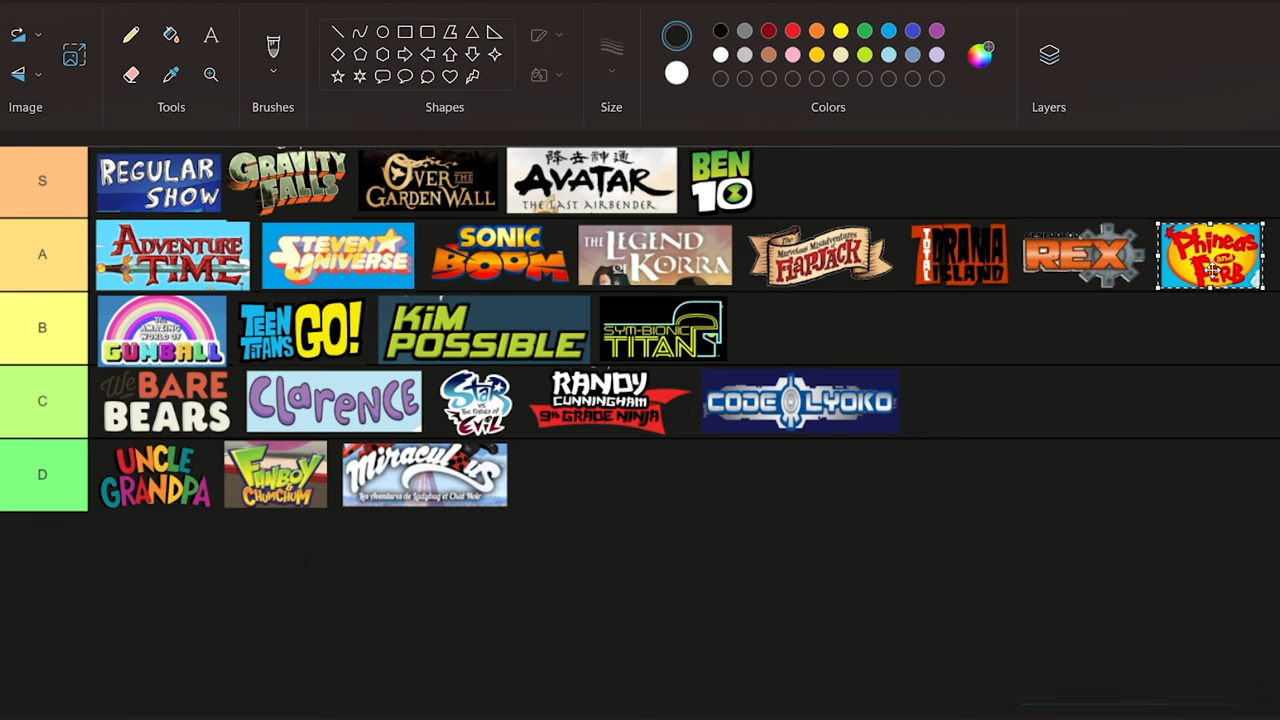 Image
Tools
Brushes
Shapes
Size
Colors
Layers
S
REGULAR
SHOW
GRAVITY
FALLS
OVER THE
GARDEN WALL
降去神通
AVATAR
THE LAST AIRBENDER
BEN
10
A
ADVENTURE
TIME
STEVEN
UNIVERSE
SONIC
BOOM
THE LEGEND
OF KORRA
The
Marvelous Misadventures
of
FLAPJACK
TOTAL
DRAMA
ISLAND
REX
Phineas
and
FERB
B
The
AMAZING
WORLD OF
GUMBALL
TEEN
TITANS
GO!
KiM
POSSIBLE
SYM-BIONIC
TITAN
C
We BARE
BEARS
CLarENCE
STAR
VS
THE FORCES OF
EVIL
RANDY
CUNNINGHAM
9TH GRADE NINJA
CODE LYOKO
D
UNCLE
GRANDPA
FANBOY
&
CHUMCHUM
Miraculous
Les Aventures de Ladybug et Chat Noir